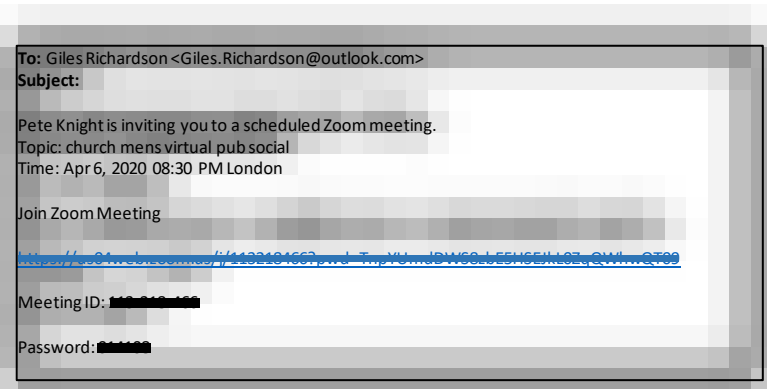 To: Giles Richardson <Giles.Richardson@outlook.com>
Subject:
Pete Knight is inviting you to a scheduled Zoom meeting.
Topic: church mens virtual pub social
Time: Apr 6, 2020 08:30 PM London
Join Zoom Meeting
Meeting ID:
Password: